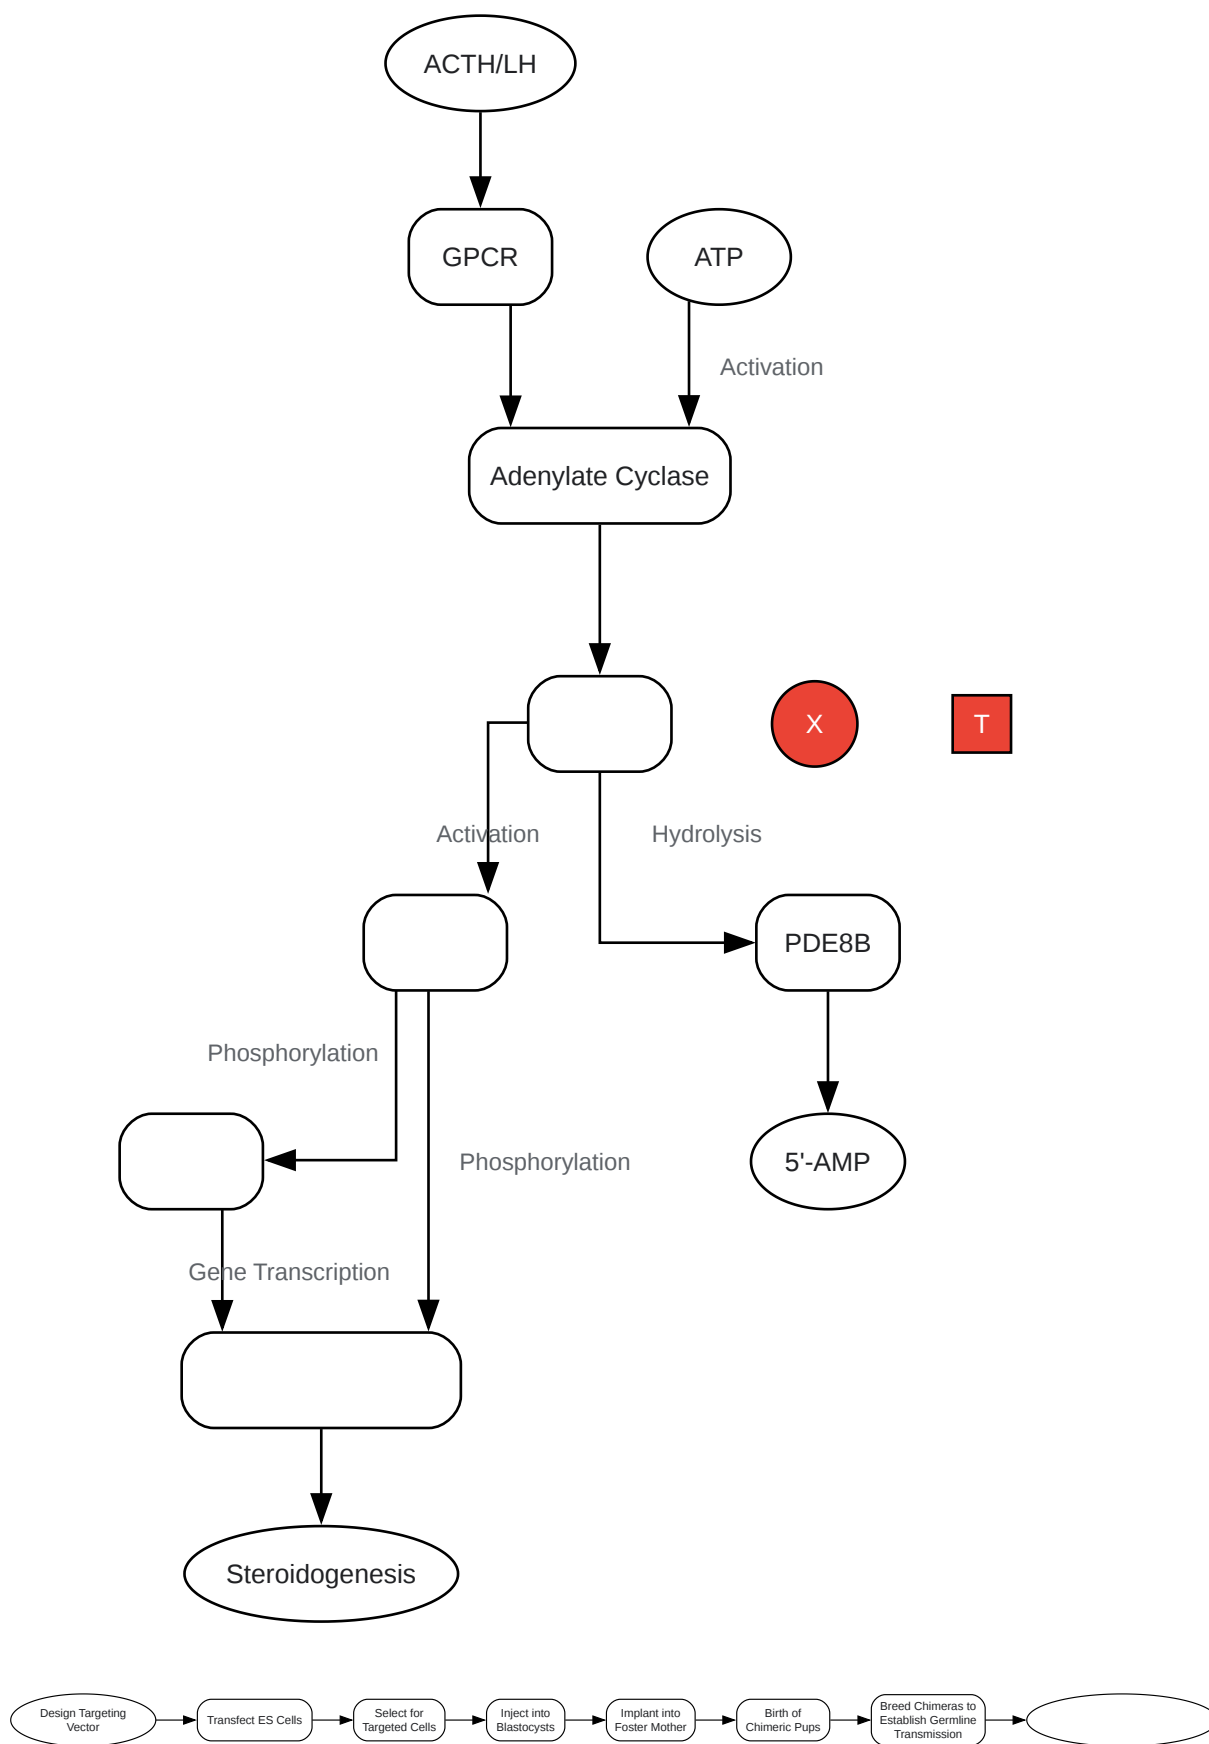 ACTH/LH
GPCR
ATP
Activation
Adenylate Cyclase
X
T
Activation
Hydrolysis
PDE8B
Phosphorylation
Phosphorylation
5'-AMP
Gene Transcription
Steroidogenesis
Design Targeting
Vector
Transfect ES Cells
Select for
Targeted Cells
Inject into
Blastocysts
Implant into
Foster Mother
Birth of
Chimeric Pups
Breed Chimeras to
Establish Germline
Transmission